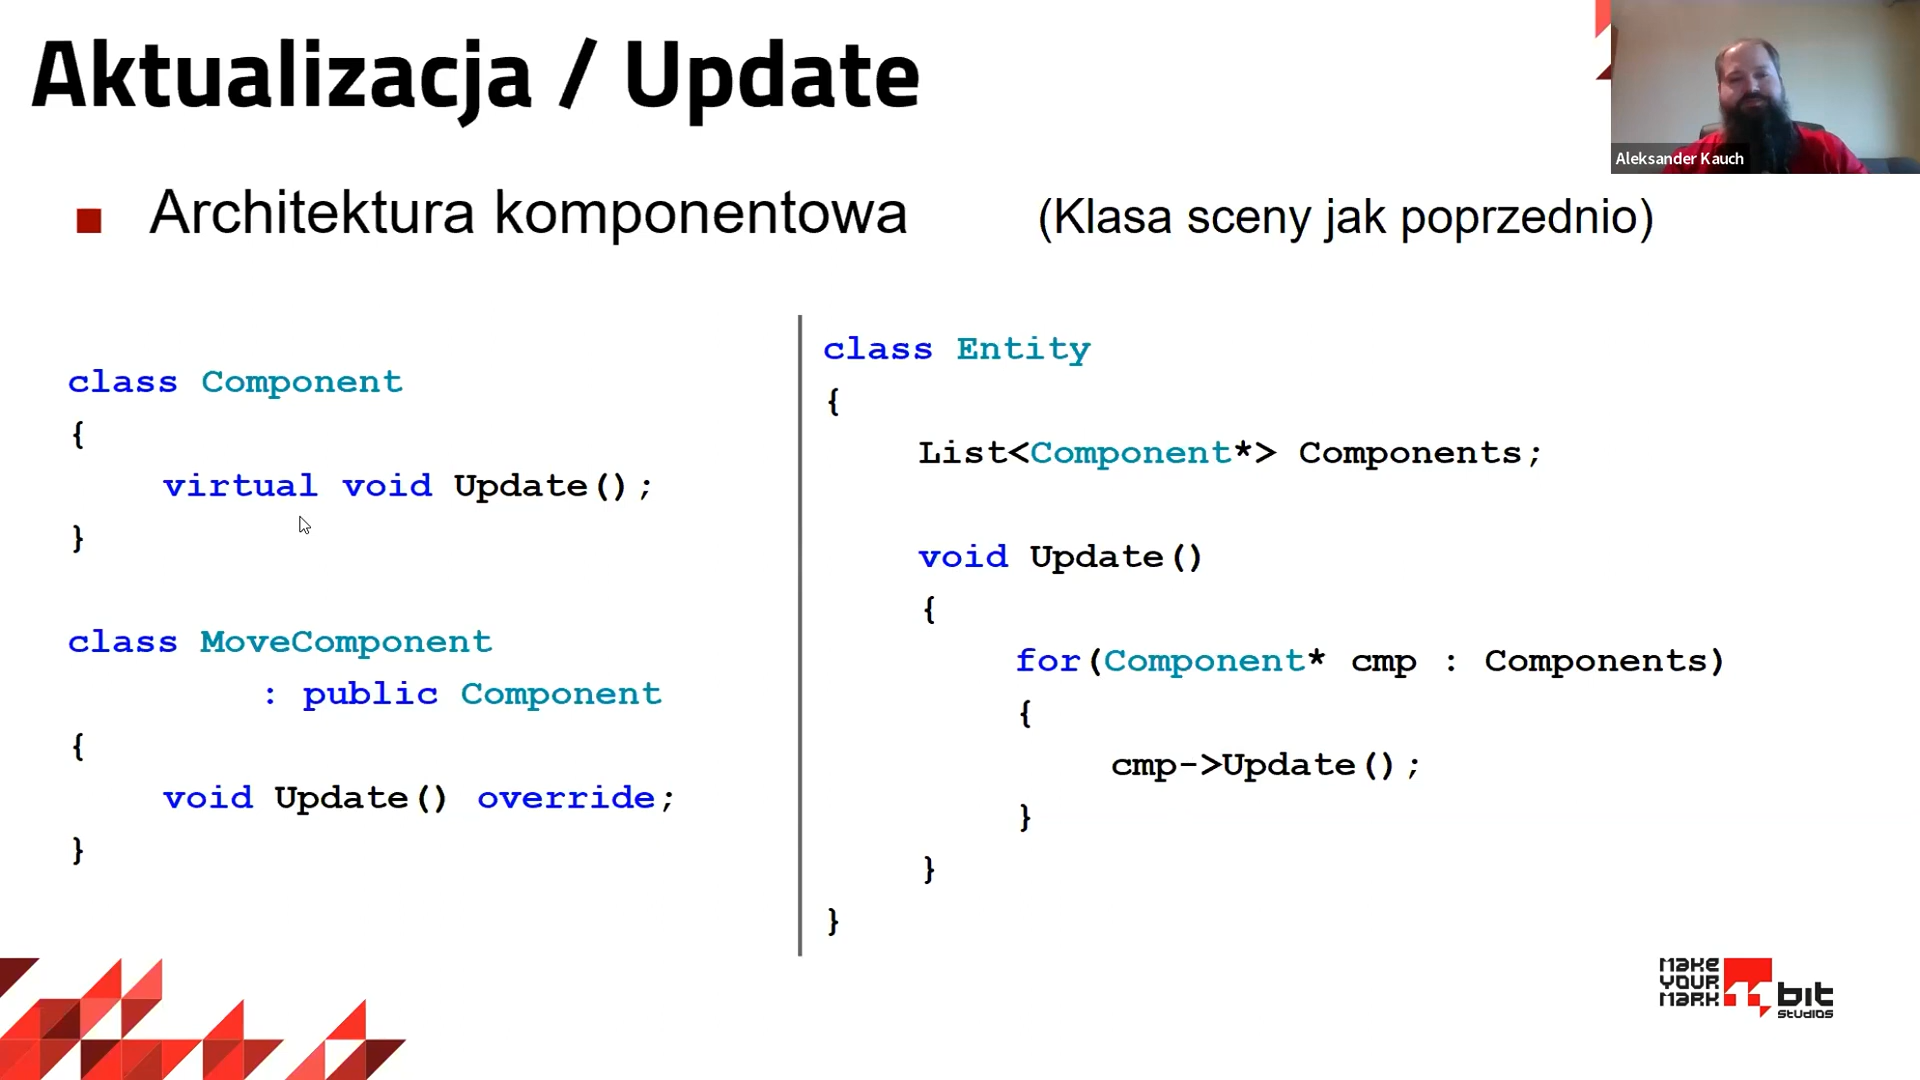 Aktualizacja / Update
Aleksander Kauch
Architektura komponentowa (Klasa sceny jak poprzednio)
class Component
{
virtual void Update();
}
class MoveComponent
: public Component
{
void Update() override;
}
class Entity
{
List<Component*> Components;
void Update()
{
for(Component* cmp : Components)
{
cmp->Update();
}
}
}
MAKE
YOUR
MARK
11 bit
STUDIOS